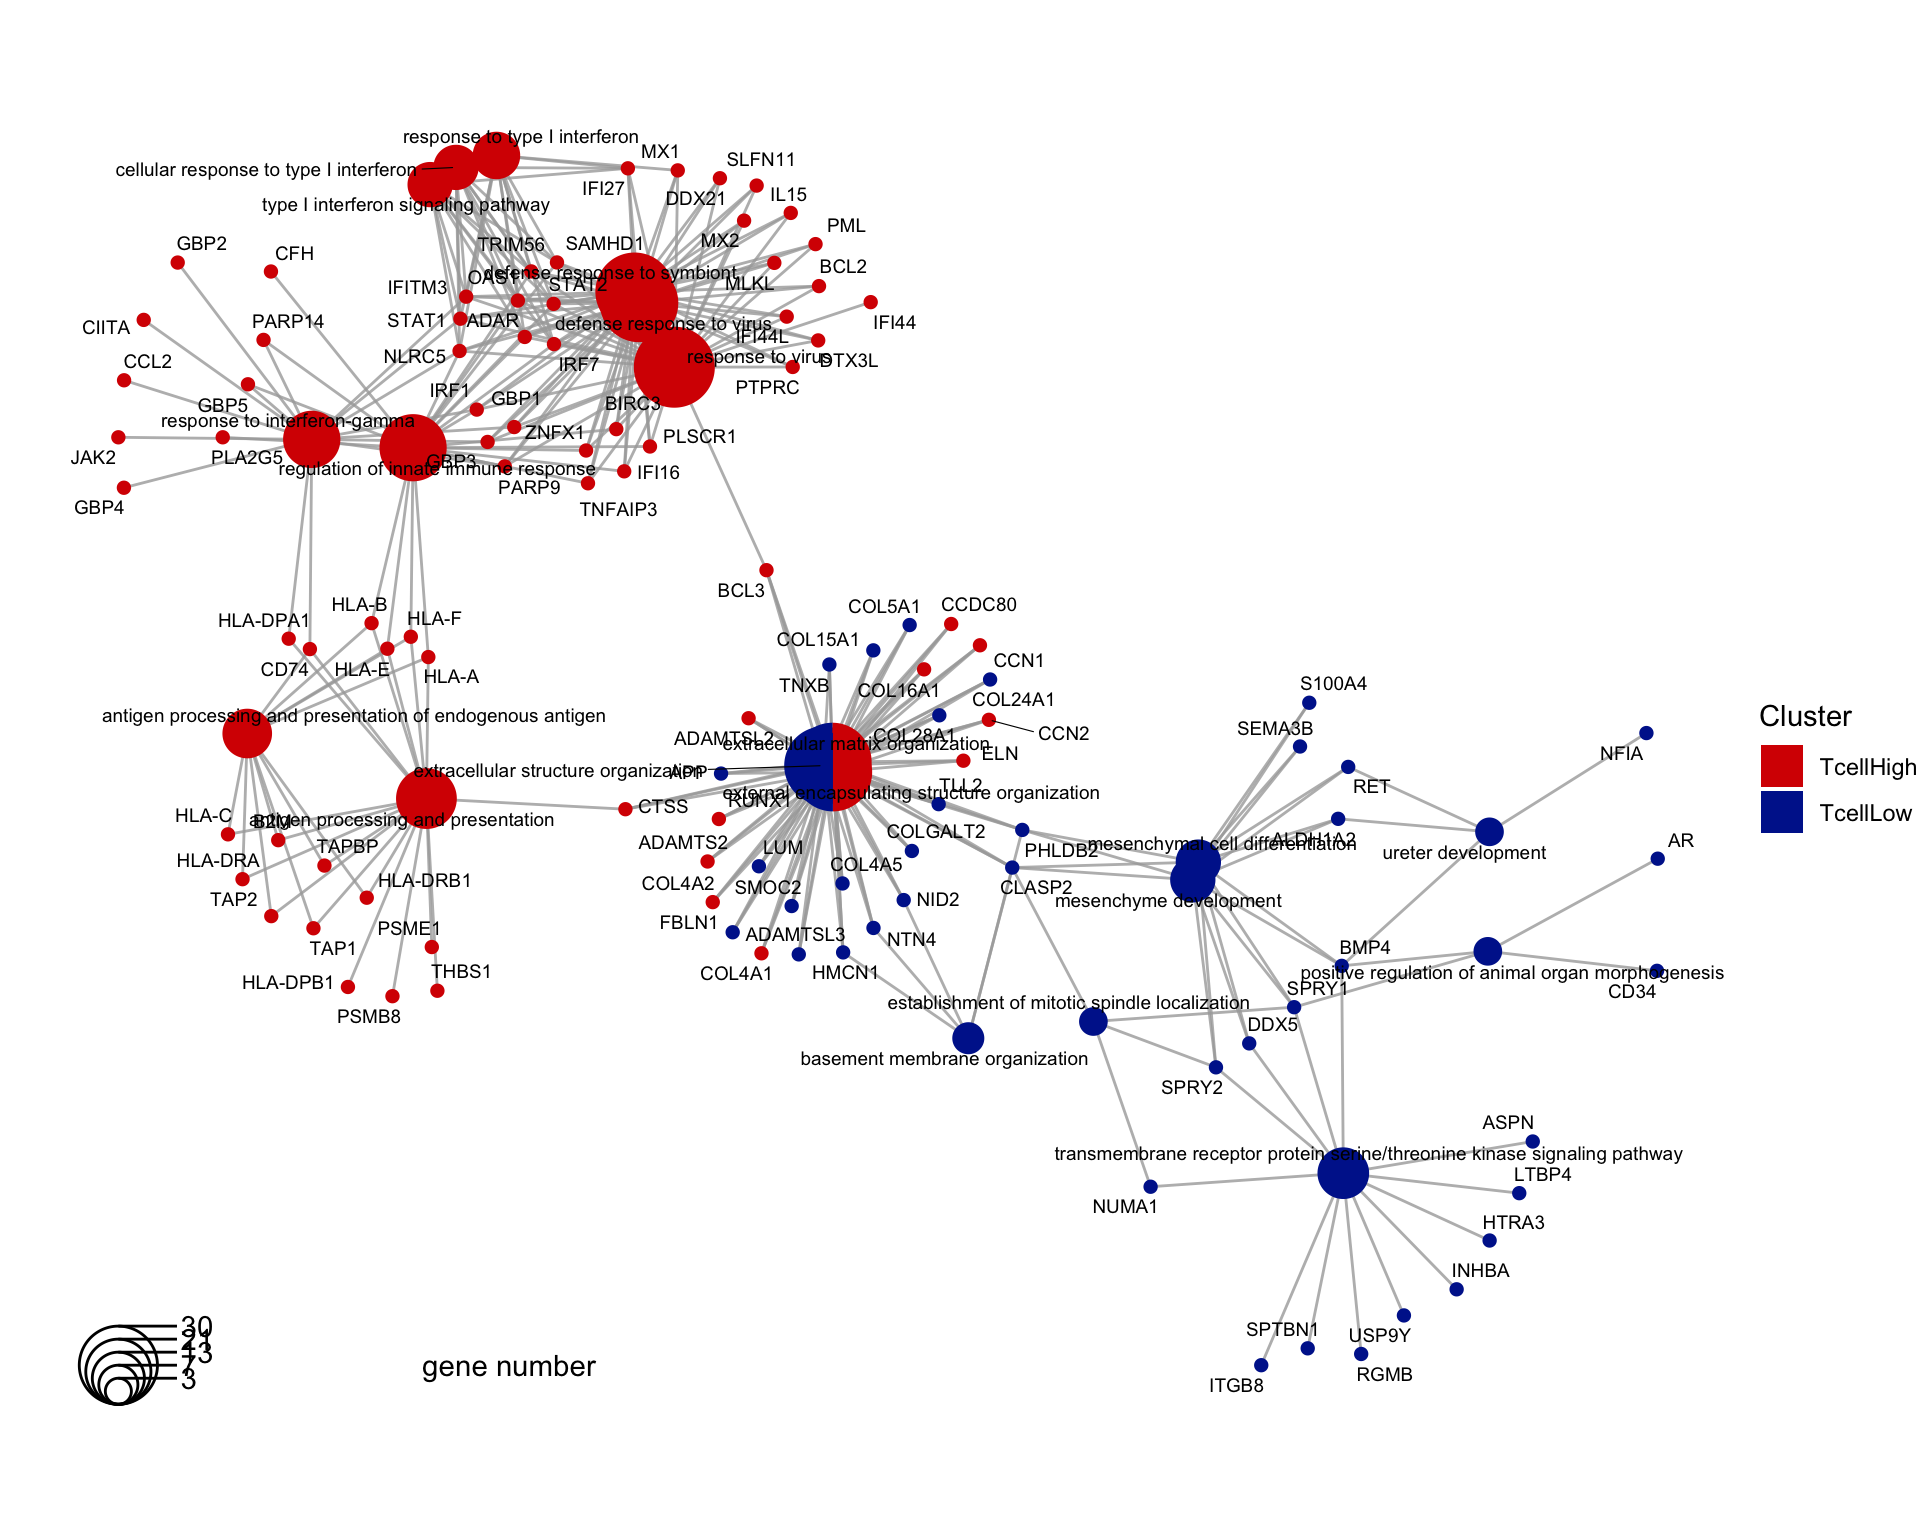 response to type I interferon
cellular response to type I interferon
type I interferon signaling pathway
MX1
IFI27
SLFN11
DDX21
IL15
MX2
PML
GBP2
CFH
TRIM56
SAMHD1
defense response to symbiont
OAS1
STAT2
IFITM3
MLKL
BCL2
CIITA
PARP14
STAT1
ADAR
defense response to virus
IFI44L
IFI44
CCL2
NLRC5
IRF7
response to virus
DTX3L
PTPRC
IRF1
GBP1
BIRC3
GBP5
response to interferon-gamma
ZNFX1
PLSCR1
JAK2
PLA2G5
GBP3
regulation of innate immune response
IFI16
PARP9
GBP4
TNFAIP3
BCL3
HLA-DPA1
HLA-B
HLA-F
CD74
HLA-E
HLA-A
COL5A1
CCDC80
COL15A1
CCN1
TNXB
COL16A1
COL24A1
S100A4
antigen processing and presentation of endogenous antigen
ADAMTSL2
COL28A1
CCN2
SEMA3B
extracellular matrix organization
ELN
NFIA
extracellular structure organization
APP
TLL2
RET
external encapsulating structure organization
RUNX1
CTSS
HLA-C
B2M
antigen processing and presentation
COLGALT2
ADAMTS2
LUM
PHLDB2
mesenchymal cell differentiation
ALDH1A2
ureter development
AR
HLA-DRA
TAPBP
COL4A5
HLA-DRB1
COL4A2
SMOC2
CLASP2
mesenchyme development
TAP2
NID2
FBLN1
PSME1
ADAMTSL3
NTN4
TAP1
BMP4
COL4A1
HMCN1
THBS1
HLA-DPB1
positive regulation of animal organ morphogenesis
CD34
SPRY1
PSMB8
establishment of mitotic spindle localization
DDX5
basement membrane organization
SPRY2
ASPN
transmembrane receptor protein serine/threonine kinase signaling pathway
LTBP4
NUMA1
HTRA3
INHBA
SPTBN1
USP9Y
RGMB
ITGB8
Cluster
TcellHigh
TcellLow
30
21
13
7
3
gene number